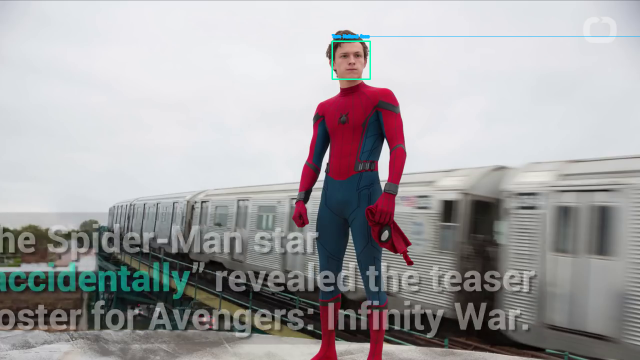 he Spider-Man star
accidentally" revealed the teaser
oster for Avengers: Infinity War.